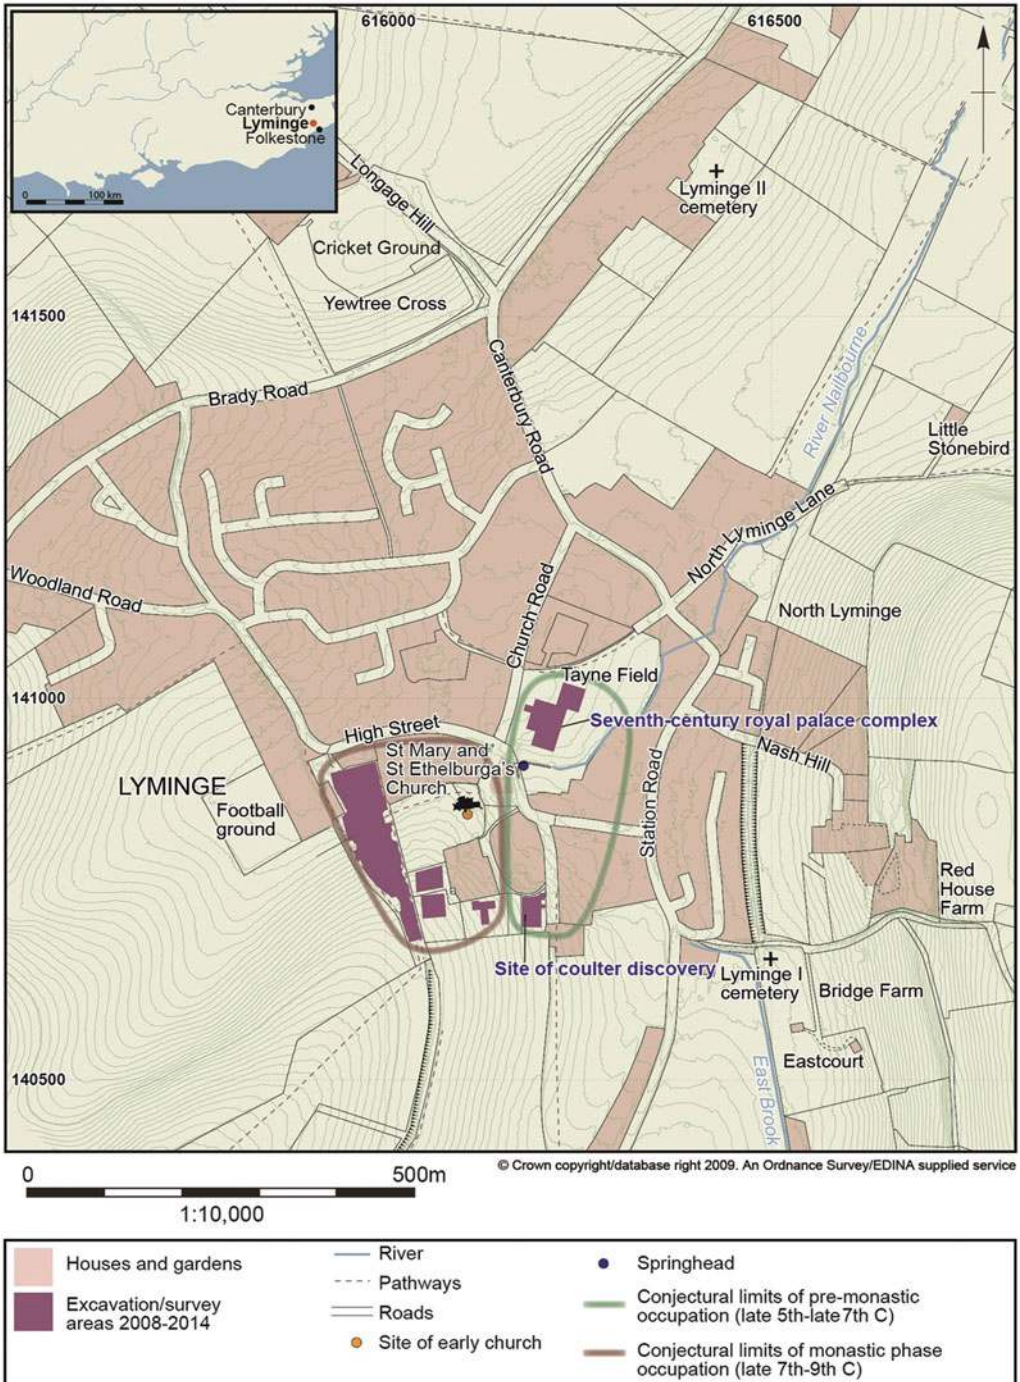 616000
616500
Canterbury
Lyminge
Folkestone
0 100 km
Longage Hill
Lyminge II
cemetery
Cricket Ground
Yewtree Cross
141500
Canterbury Road
River Nailbourne
Brady Road
Little
Stonebird
North Lyminge Lane
Woodland Road
Church Road
North Lyminge
141000
Tayne Field
Seventh-century royal palace complex
High Street
Nash Hill
St Mary and
St Ethelburga's
Church
LYMINGE
Football
ground
Station Road
Red
House
Farm
Site of coulter discovery
Lyminge I
cemetery
Bridge Farm
Eastcourt
140500
East Brook
© Crown copyright/database right 2009. An Ordnance Survey/EDINA supplied service
0 500m
1:10,000
Houses and gardens
Excavation/survey
areas 2008-2014
River
Pathways
Roads
Site of early church
Springhead
Conjectural limits of pre-monastic
occupation (late 5th-late7th C)
Conjectural limits of monastic phase
occupation (late 7th-9th C)